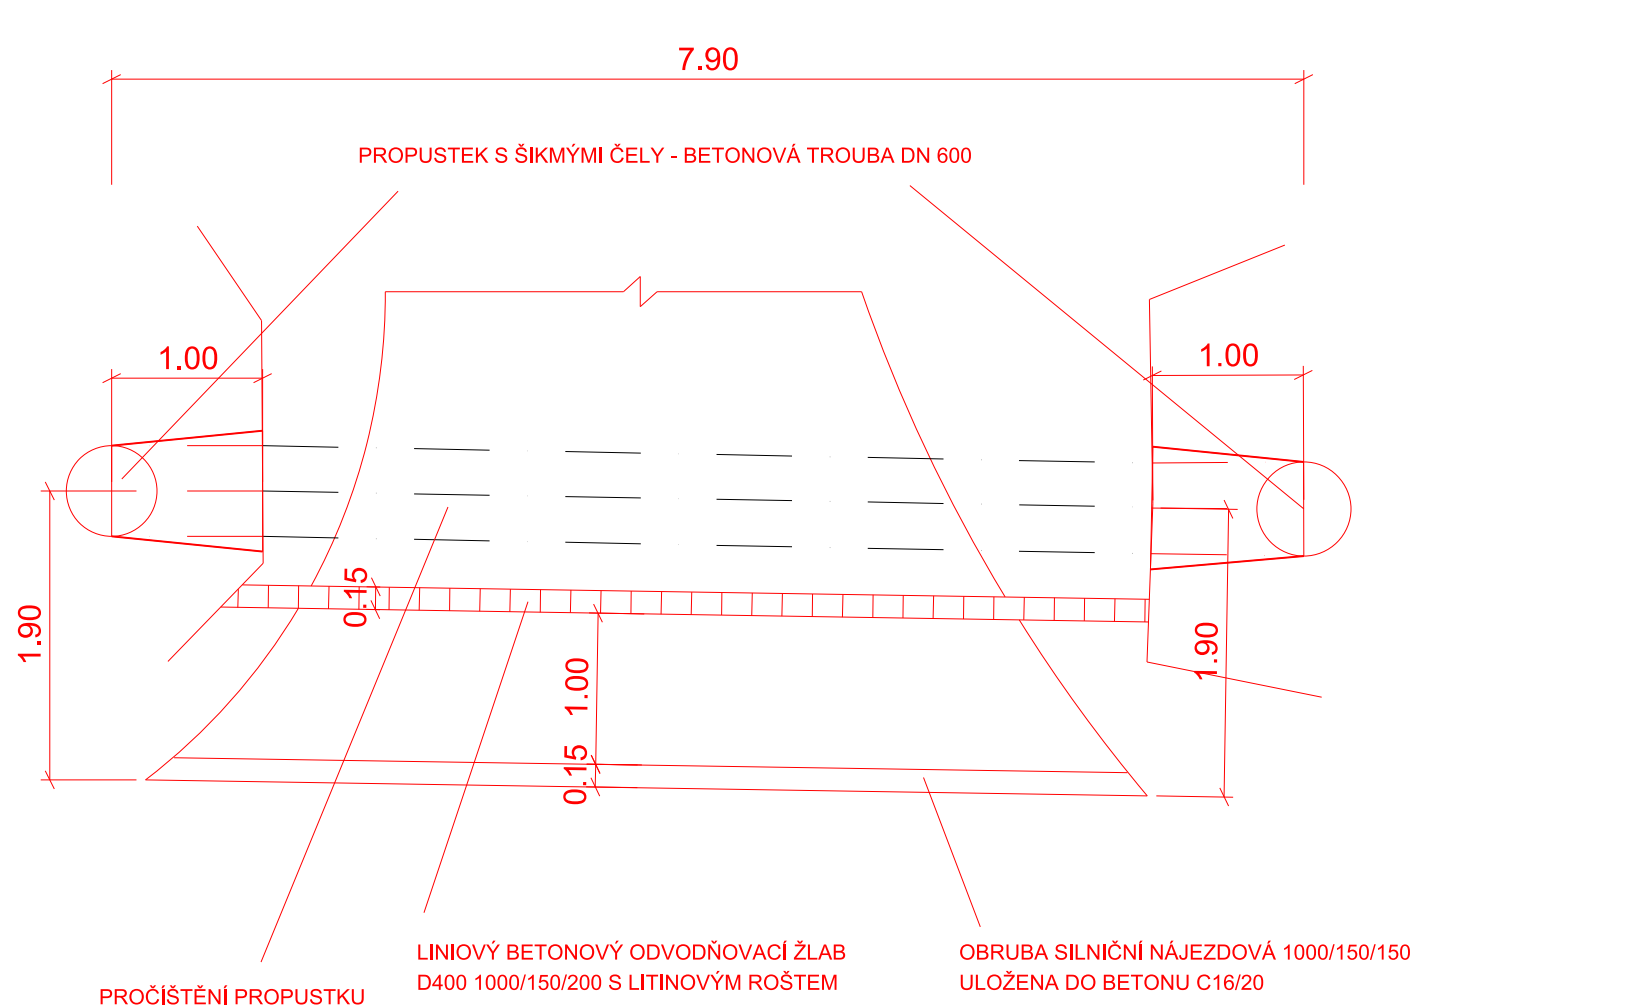 7.90
PROPUSTEK S ŠIKMÝMI ČELY - BETONOVÁ TROUBA DN 600
1.00
1.00
0.15
1.90
1.90
1.00
0.15
LINIOVÝ BETONOVÝ ODVODŇOVACÍ ŽLAB
D400 1000/150/200 S LITINOVÝM ROŠTEM
OBRUBA SILNIČNÍ NÁJEZDOVÁ 1000/150/150
ULOŽENA DO BETONU C16/20
PROČÍŠTĚNÍ PROPUSTKU